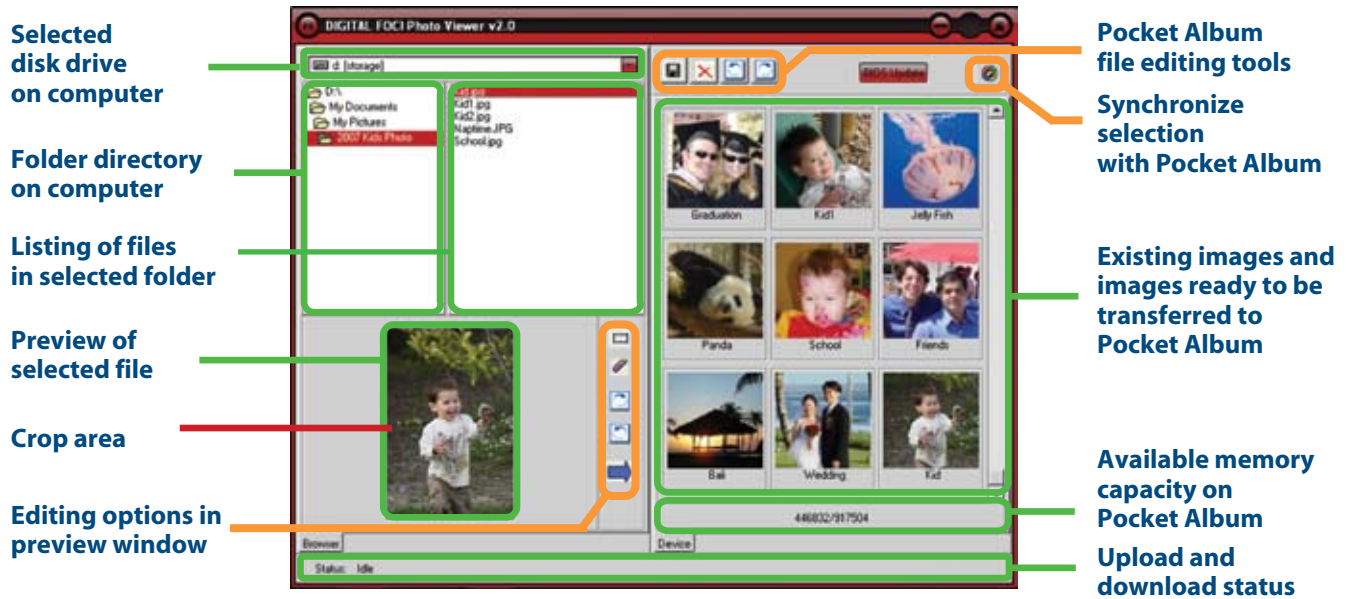 Selected
disk drive
on computer
Folder directory
on computer
Listing of files
in selected folder
Preview of
selected file
Crop area
Editing options in
preview window
DIGITAL FOCI Photo Viewer v2.0
d: [storage]
D:\
My Documents
My Pictures
2007 Kids Photo
Kid.jpg
Kid1.jpg
Kid2.jpg
Naptime.JPG
School.jpg
BIOS Update
Graduation
Kid1
Jelly Fish
Panda
School
Friends
Bali
Wedding
Kid
446832/917504
Browser
Device
Status: Idle
Pocket Album
file editing tools
Synchronize
selection
with Pocket Album
Existing images and
images ready to be
transferred to
Pocket Album
Available memory
capacity on
Pocket Album
Upload and
download status